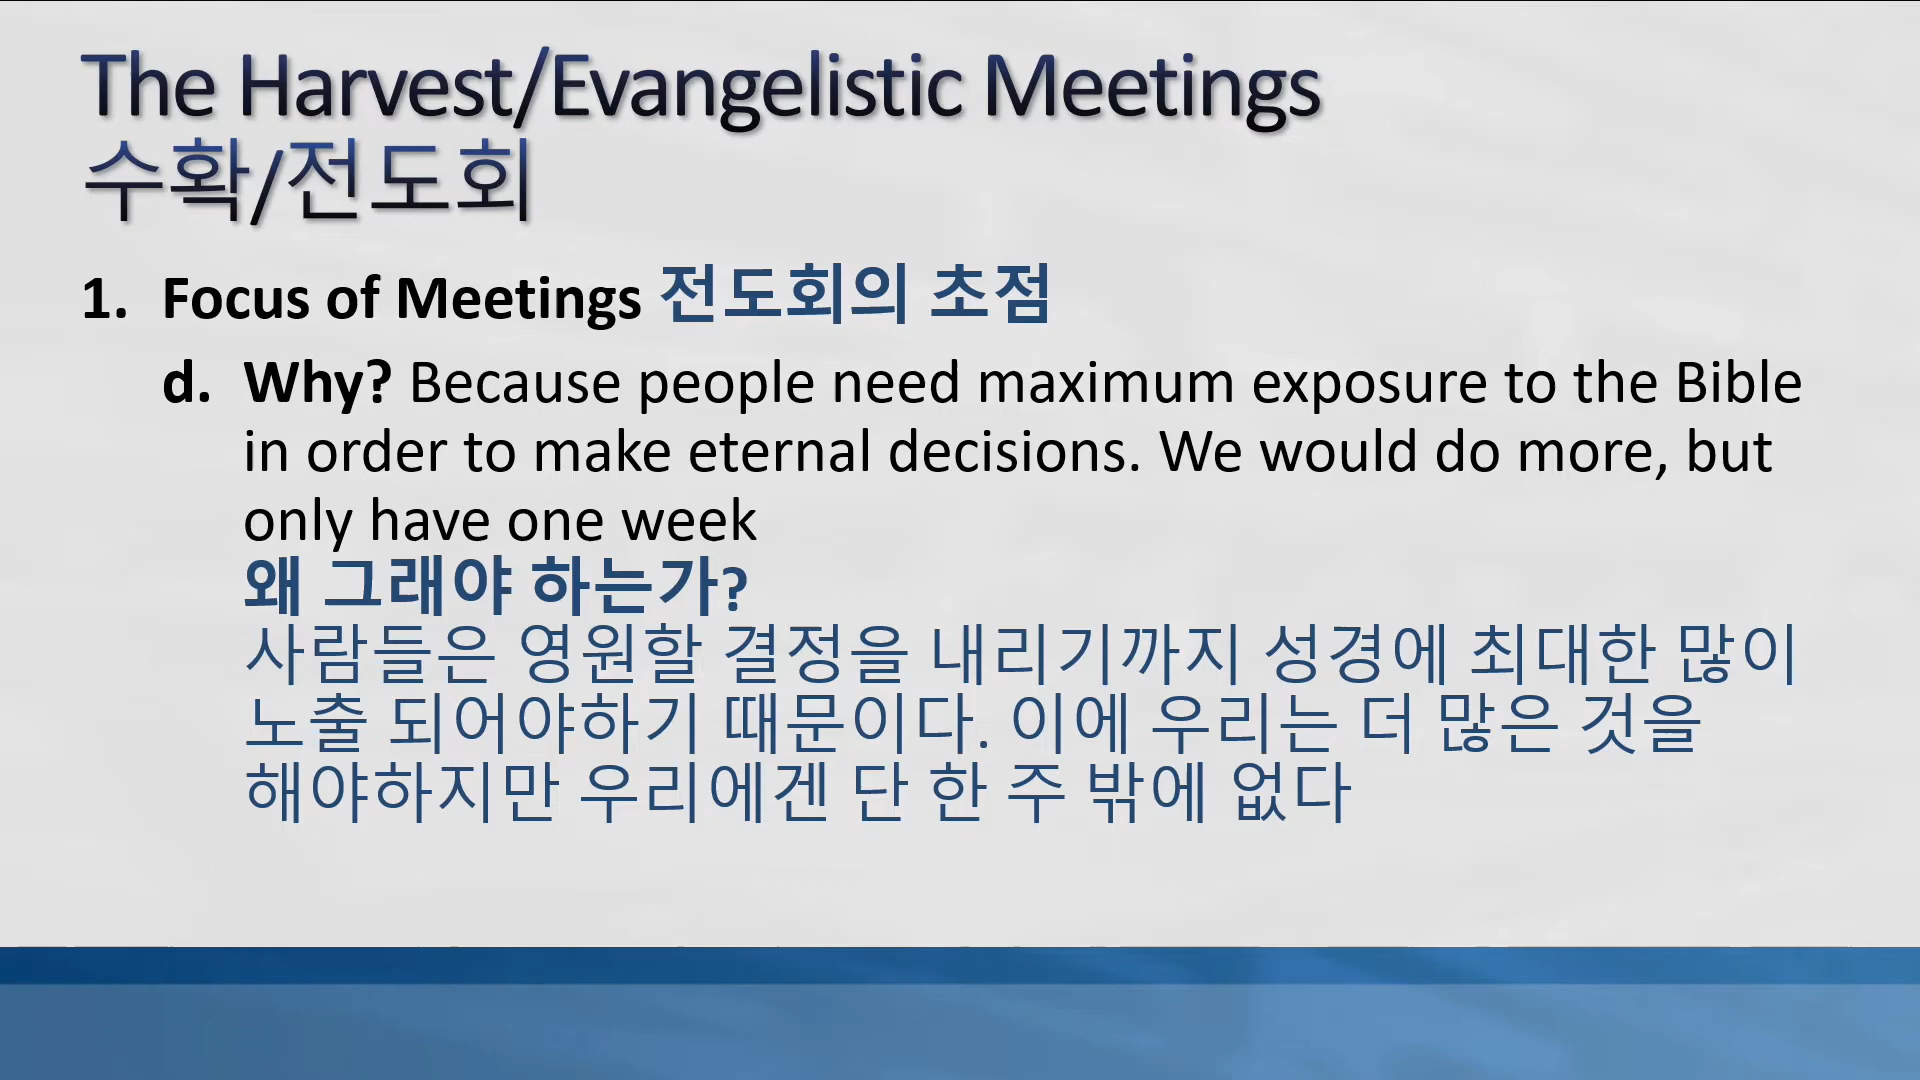 The Harvest/Evangelistic Meetings
수확/전도회
1. Focus of Meetings 전도회의 초점
d. Why? Because people need maximum exposure to the Bible
in order to make eternal decisions. We would do more, but
only have one week
왜 그래야 하는가?
사람들은 영원할 결정을 내리기까지 성경에 최대한 많이
노출 되어야하기 때문이다. 이에 우리는 더 많은 것을
해야하지만 우리에겐 단 한 주 밖에 없다